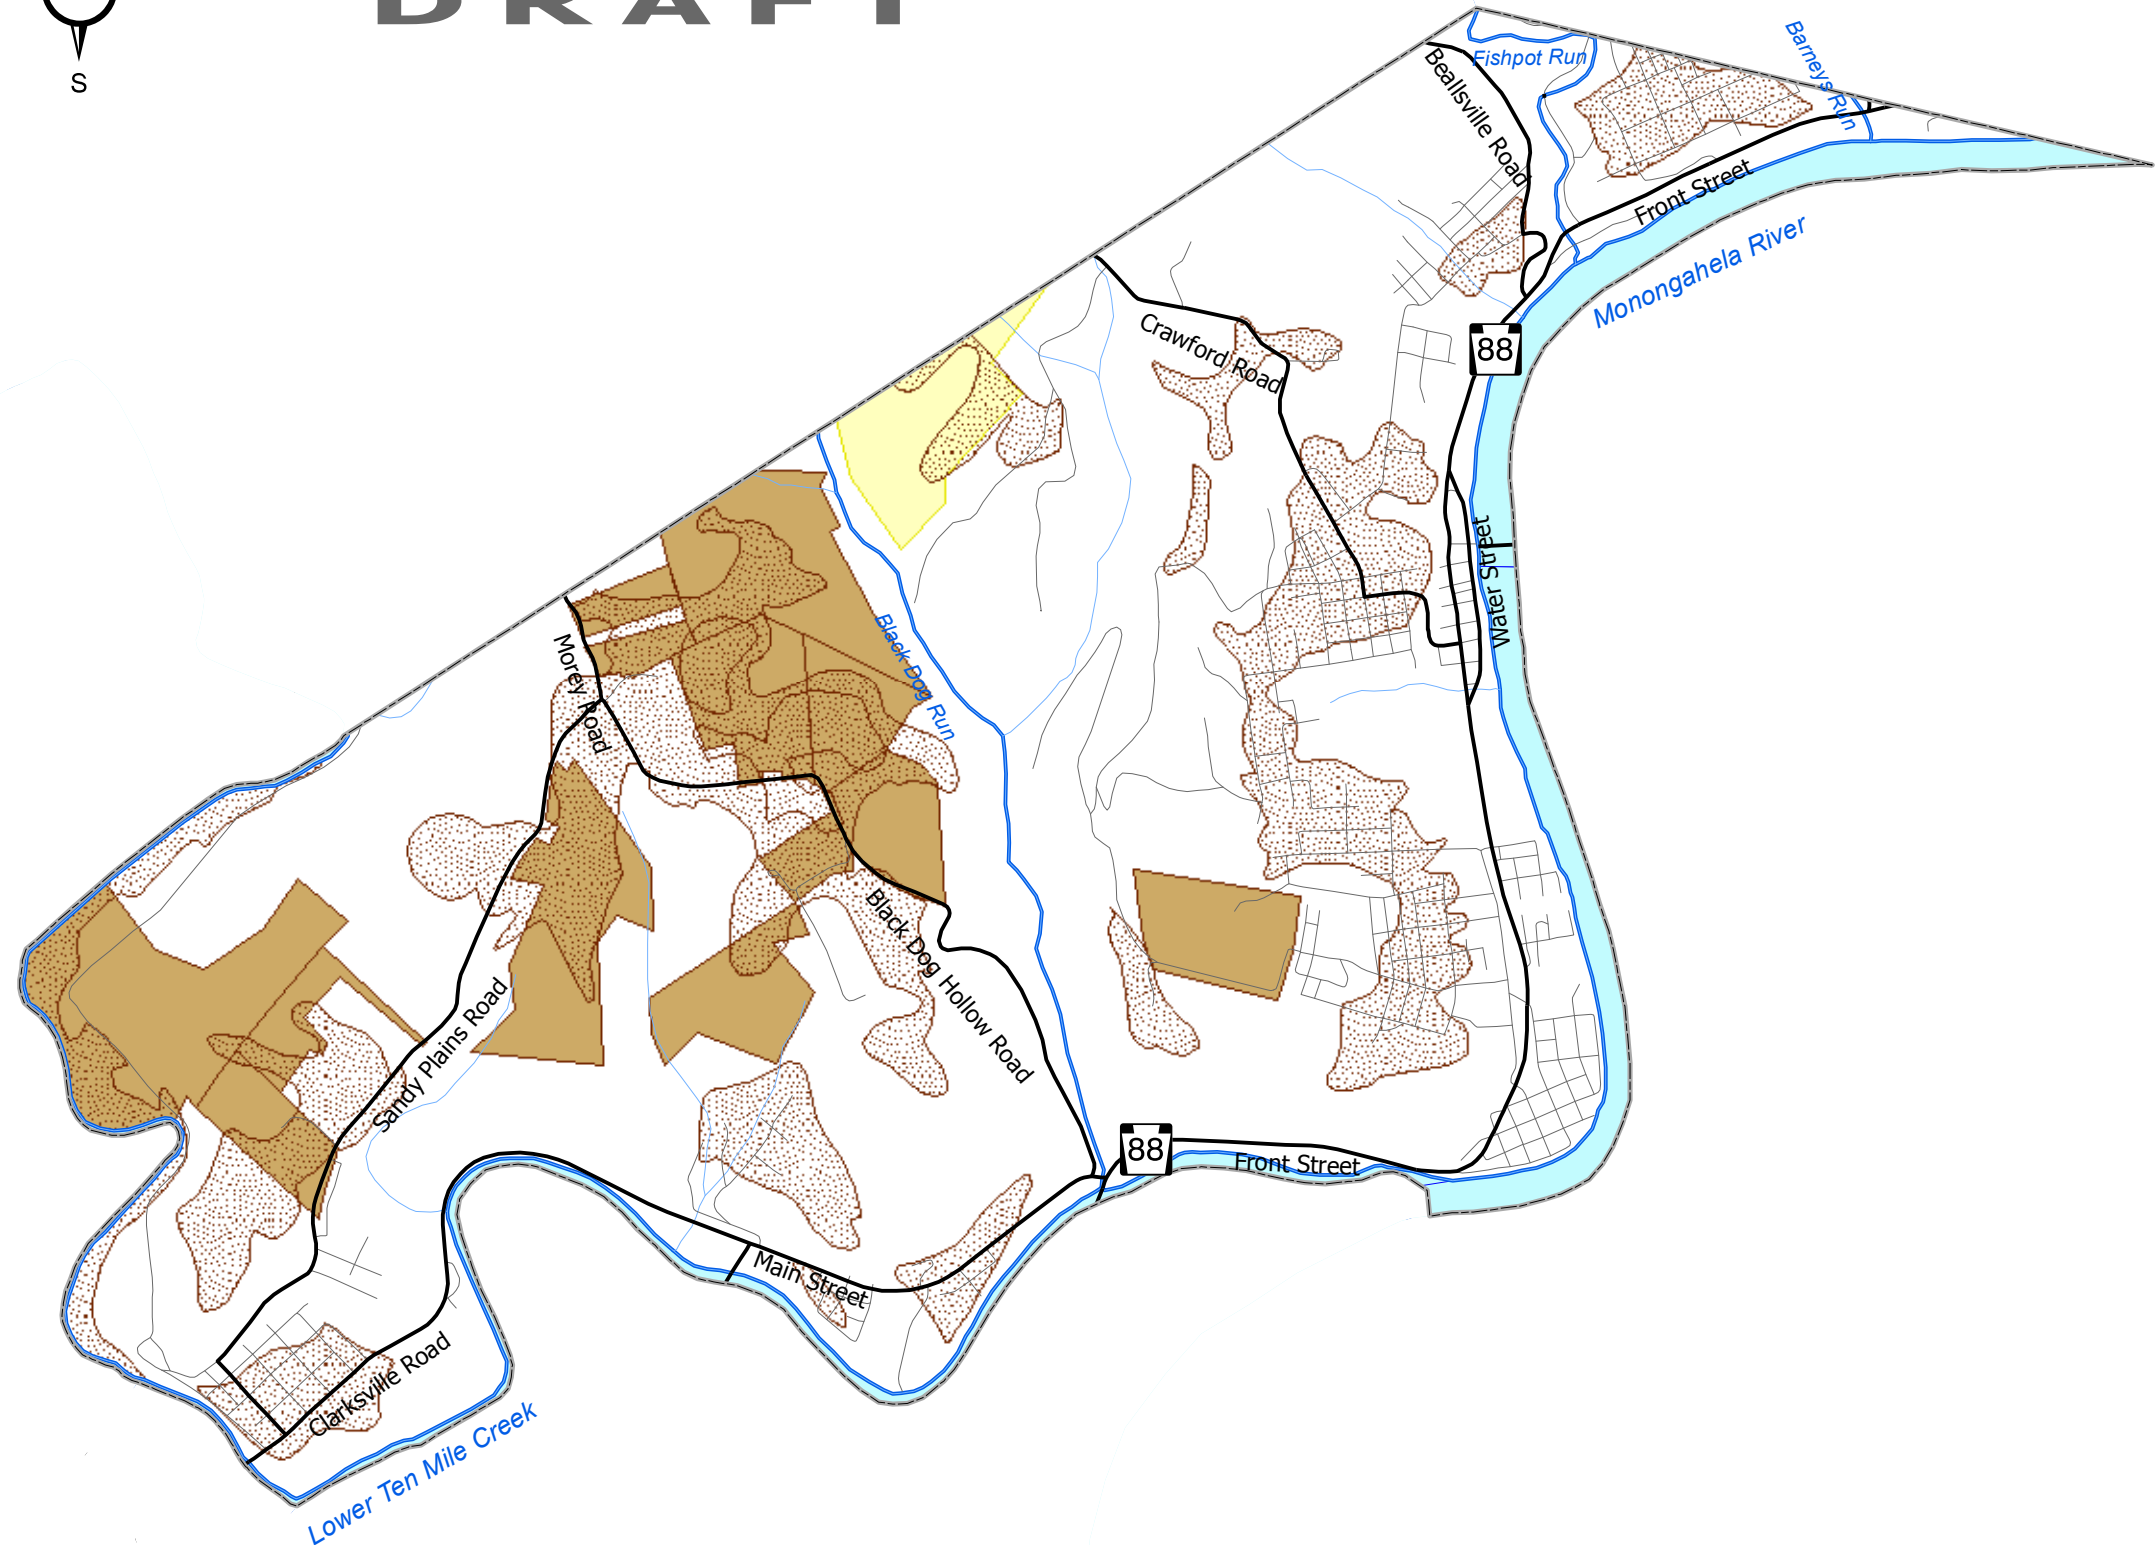 DRAFT
S
Fishpot Run
Barneys Run
Beallsville Road
Front Street
Monongahela River
88
Crawford Road
Water Street
Black Dog Run
Morey Road
Black Dog Hollow Road
Sandy Plains Road
88
Front Street
Main Street
Clarksville Road
Lower Ten Mile Creek